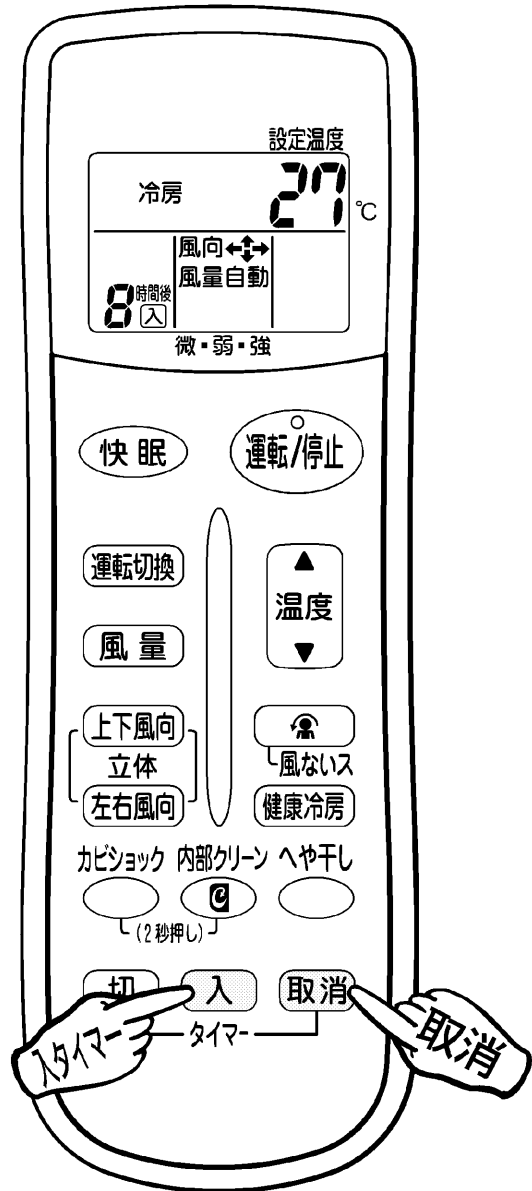 設定温度
冷房 27 ℃
風向
風量自動
8時間後 入
微・弱・強
快眠 運転/停止
運転切換
▲
温度
▼
風量
上下風向
立体
左右風向
風ないス
健康冷房
カビショック 内部クリーン へや干し
(2秒押し)
切 入 取消
タイマー
入タイマー
取消